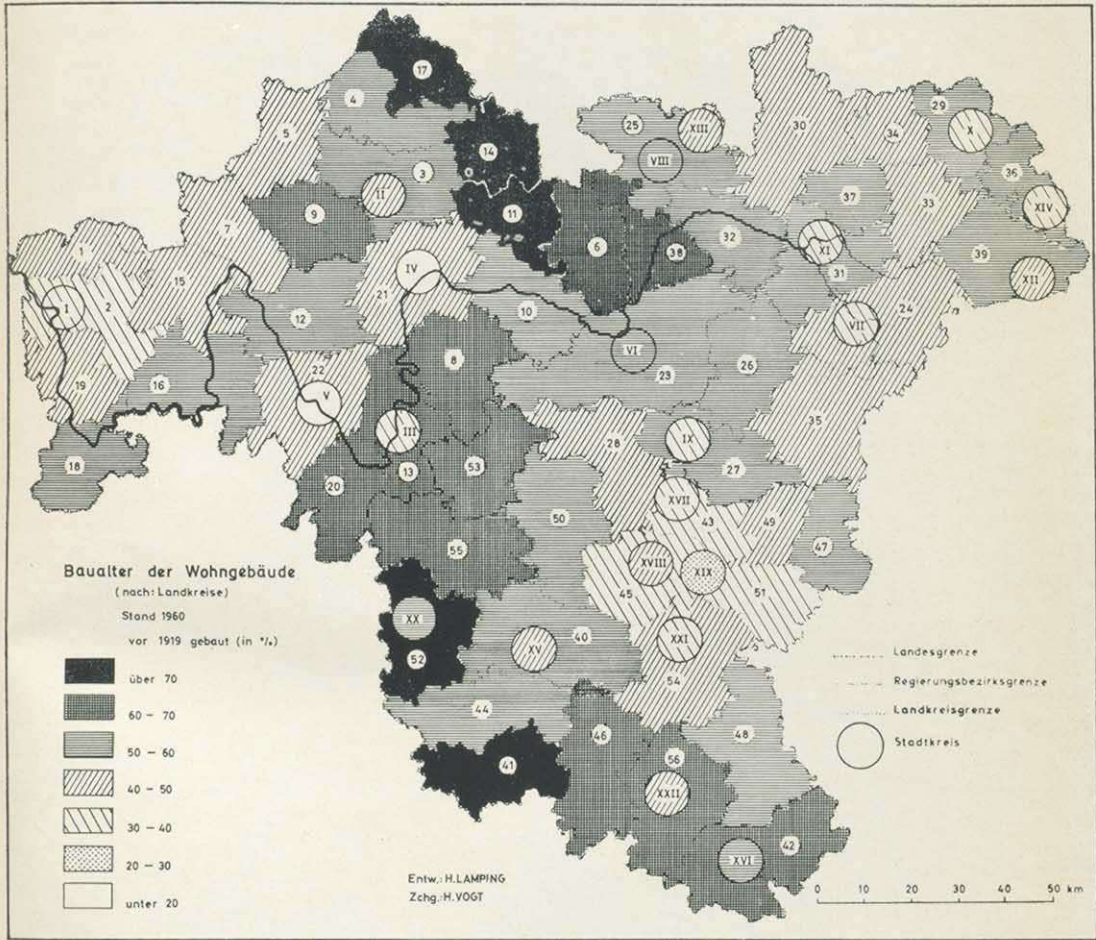 17
4
29
5
25
XIII
30
34
X
14
VIII
3
36
II
37
9
11
33
XIV
7
6
1
32
XI
38
39
15
IV
31
XII
21
24
I
2
10
VII
12
VI
8
26
19
22
23
16
V
35
III
28
IX
18
53
27
20
13
XVII
50
43
49
55
47
XVIII
XIX
45
51
XX
XXI
40
52
XV
54
44
46
48
56
41
XXII
42
XVI
Baualter der Wohngebäude
(nach: Landkreise)
Stand 1960
vor 1919 gebaut (in %)
über 70
60 - 70
50 - 60
40 - 50
30 - 40
20 - 30
unter 20
Landesgrenze
Regierungsbezirksgrenze
Landkreisgrenze
Stadtkreis
Entw.: H. LAMPING
Zchg.: H. VOGT
0 10 20 30 40 50 km